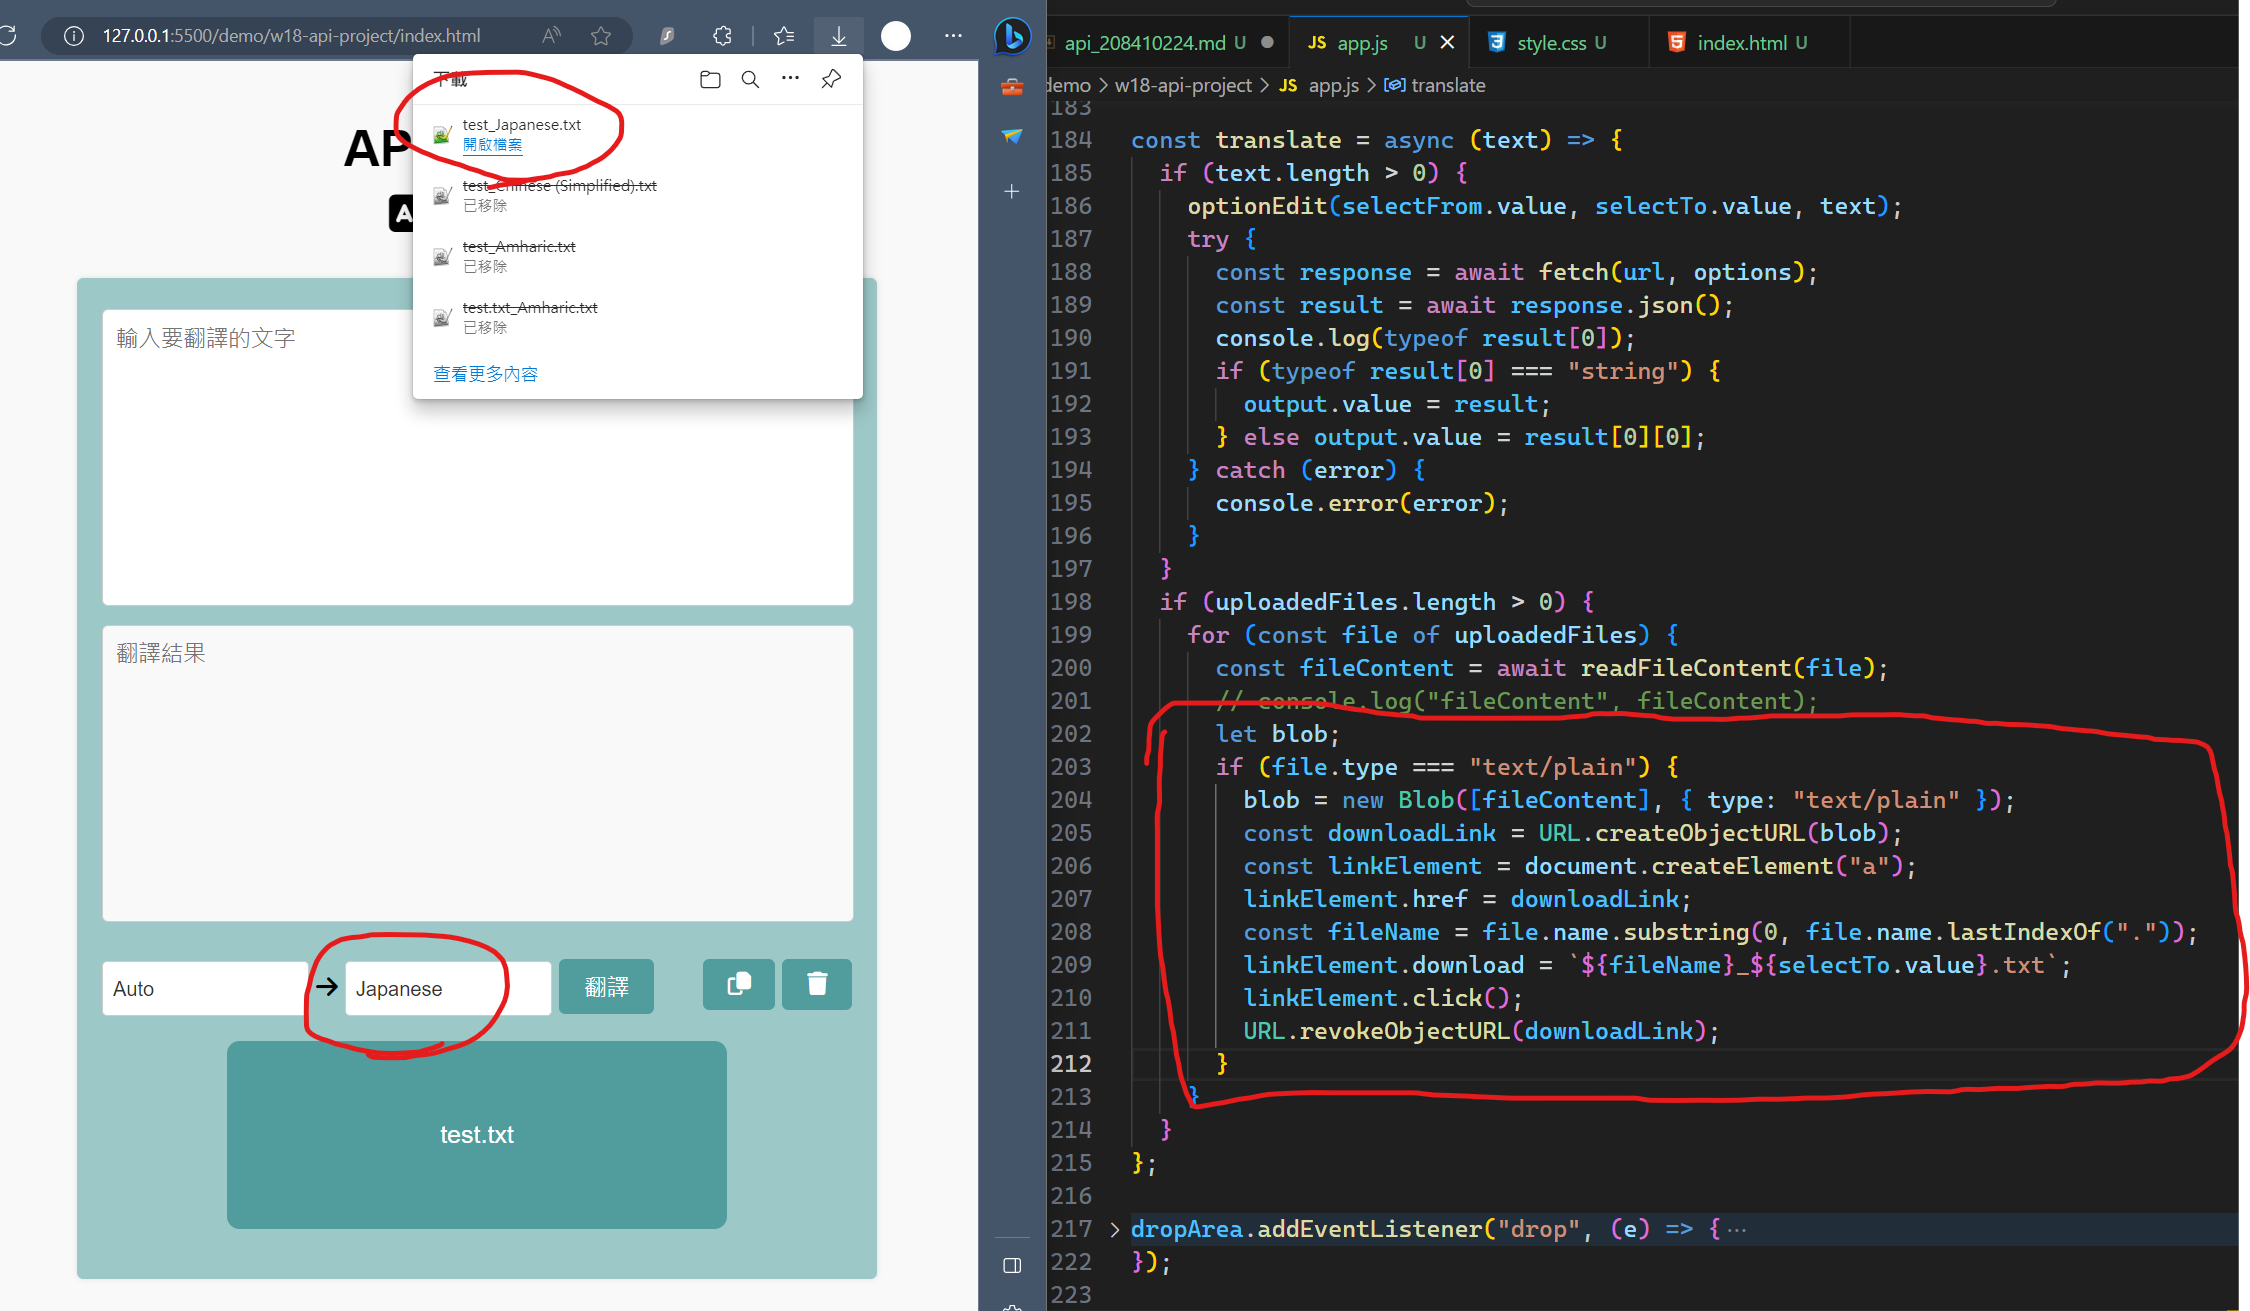 127.0.0.1:5500/demo/w18-api-project/index.html
下載
test_Japanese.txt
開啟檔案
test_Chinese (Simplified).txt
已移除
test_Amharic.txt
已移除
test.txt_Amharic.txt
已移除
查看更多內容
AP
A
輸入要翻譯的文字
翻譯結果
Auto
Japanese
翻譯
test.txt
api_208410224.md U
JS app.js U
style.css U
index.html U
demo > w18-api-project > JS app.js > translate
183
184 const translate = async (text) => {
185 if (text.length > 0) {
186 optionEdit(selectFrom.value, selectTo.value, text);
187 try {
188 const response = await fetch(url, options);
189 const result = await response.json();
190 console.log(typeof result[0]);
191 if (typeof result[0] === "string") {
192 output.value = result;
193 } else output.value = result[0][0];
194 } catch (error) {
195 console.error(error);
196 }
197 }
198 if (uploadedFiles.length > 0) {
199 for (const file of uploadedFiles) {
200 const fileContent = await readFileContent(file);
201 // console.log("fileContent", fileContent);
202 let blob;
203 if (file.type === "text/plain") {
204 blob = new Blob([fileContent], { type: "text/plain" });
205 const downloadLink = URL.createObjectURL(blob);
206 const linkElement = document.createElement("a");
207 linkElement.href = downloadLink;
208 const fileName = file.name.substring(0, file.name.lastIndexOf("."));
209 linkElement.download = `${fileName}_${selectTo.value}.txt`;
210 linkElement.click();
211 URL.revokeObjectURL(downloadLink);
212 }
213 }
214 }
215 };
216
217 dropArea.addEventListener("drop", (e) => {⋯
222 });
223